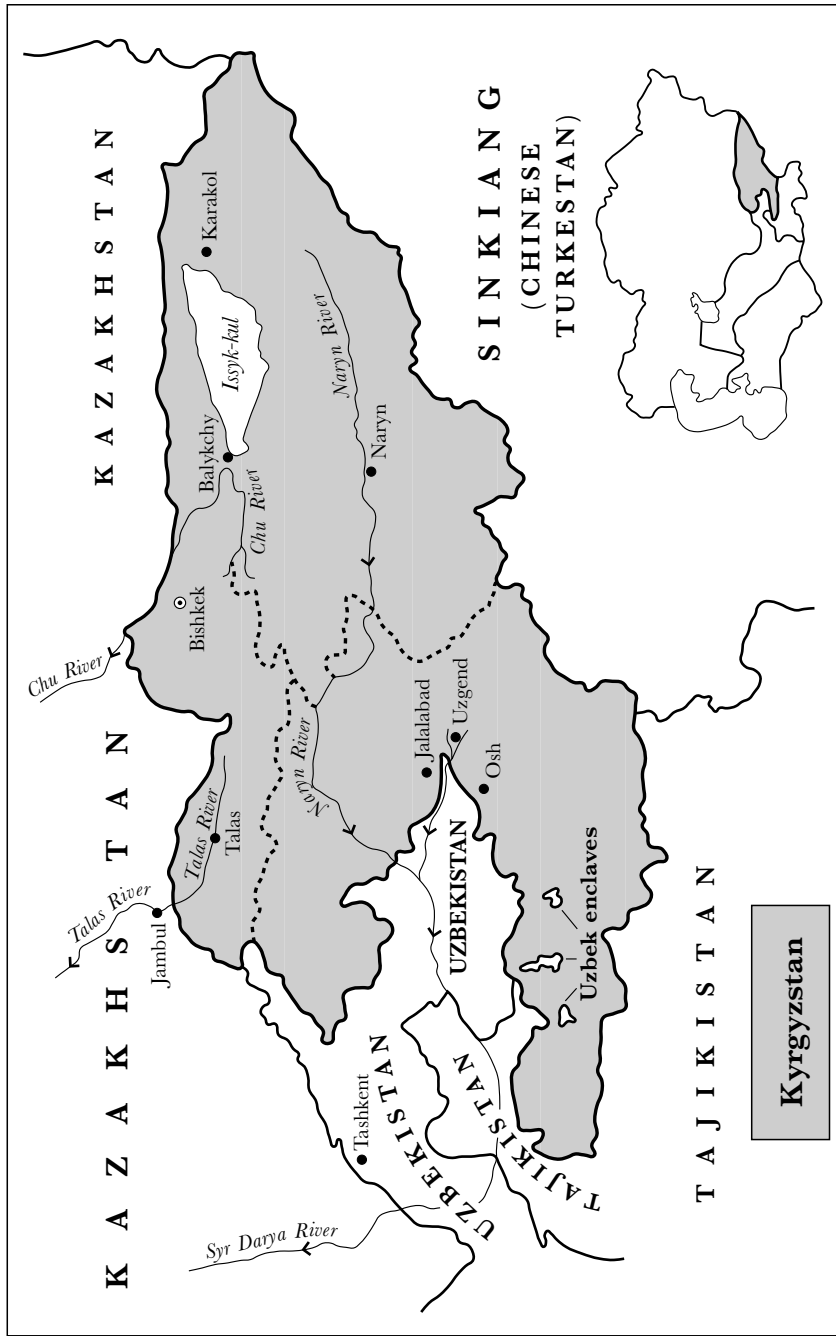 KAZAKHSTAN
KAZAKHSTAN
Chu River
Talas River
Jambul
Talas River
Talas
Bishkek
Balykchy
Karakol
Issyk-kul
Chu River
Naryn River
Naryn
Naryn River
Tashkent
Syr Darya River
Jalalabad
Uzgend
Osh
UZBEKISTAN
UZBEKISTAN
TAJIKISTAN
Uzbek enclaves
TAJIKISTAN
SINKIANG
(CHINESE
TURKESTAN)
Kyrgyzstan